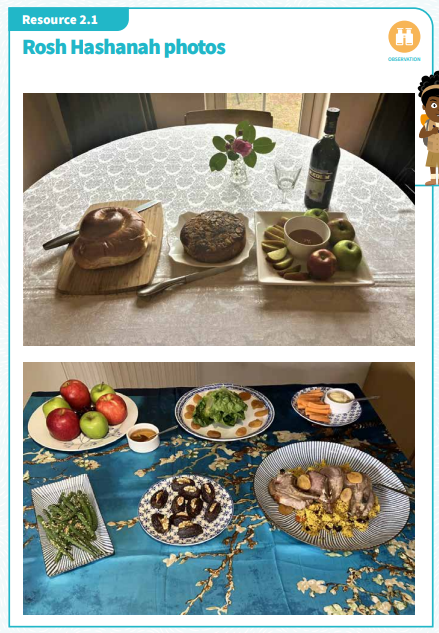 Resource 2.1
Rosh Hashanah photos
OBSERVATION